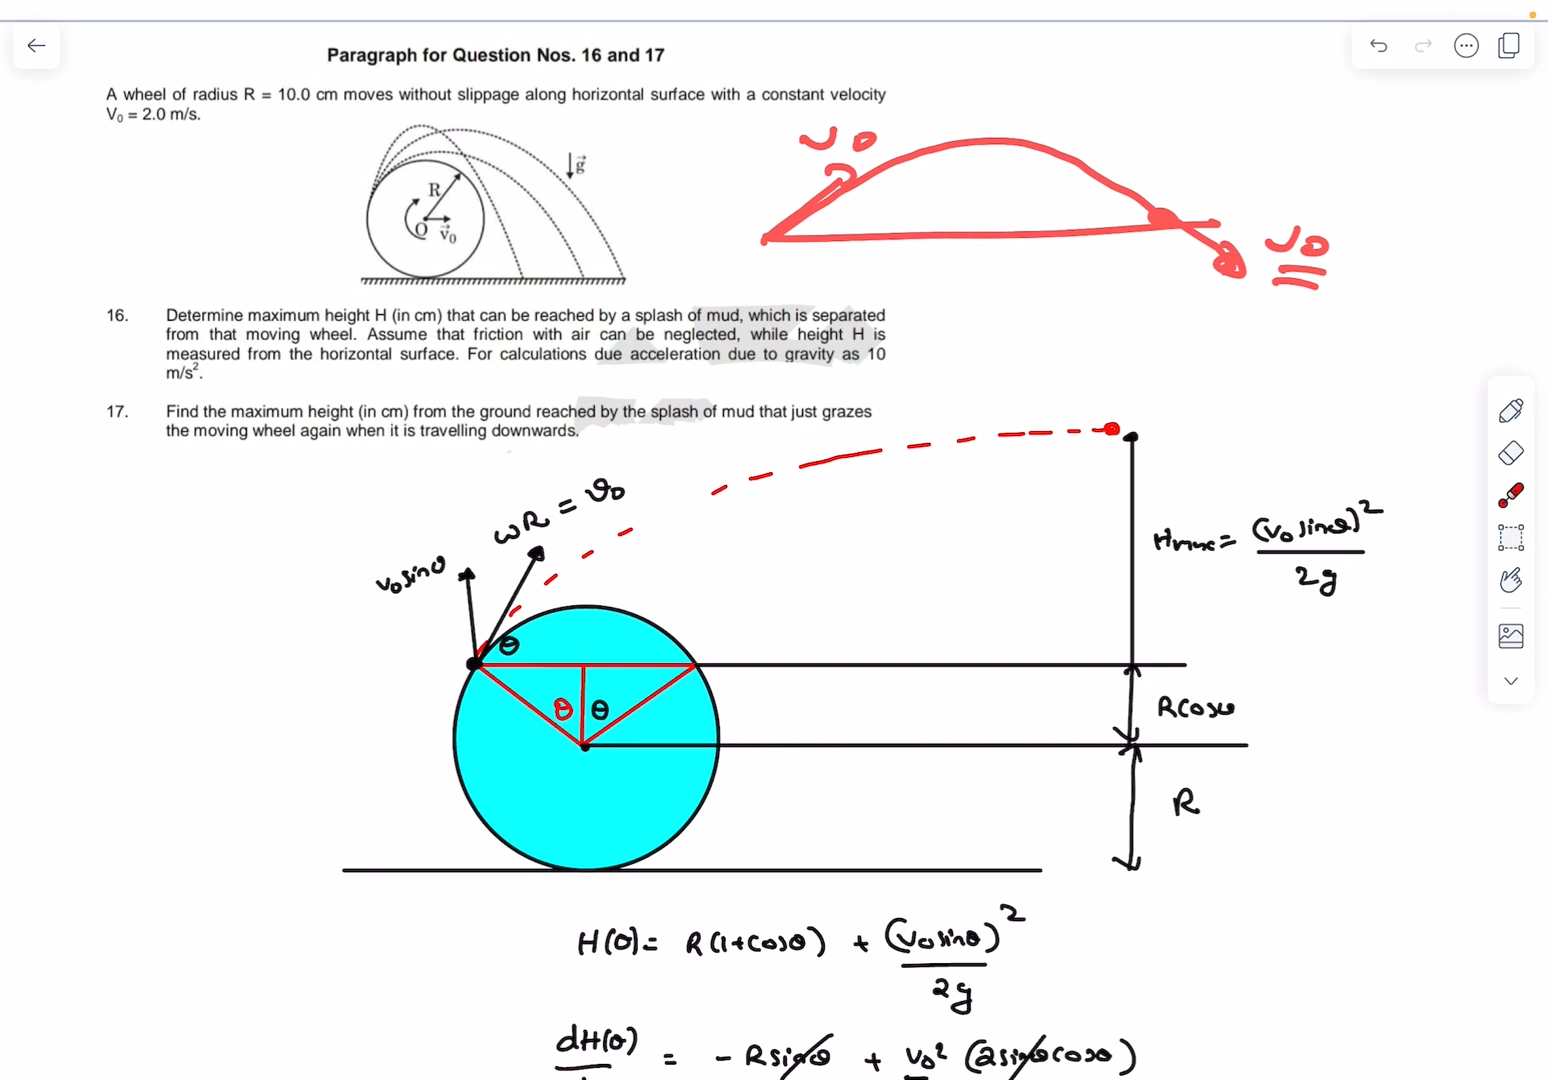 Paragraph for Question Nos. 16 and 17
A wheel of radius R = 10.0 cm moves without slippage along horizontal surface with a constant velocity
V₀ = 2.0 m/s.
g⃗
R
O
v⃗₀
v₀
v₀
16. Determine maximum height H (in cm) that can be reached by a splash of mud, which is separated
from that moving wheel. Assume that friction with air can be neglected, while height H is
measured from the horizontal surface. For calculations due acceleration due to gravity as 10
m/s².
17. Find the maximum height (in cm) from the ground reached by the splash of mud that just grazes
the moving wheel again when it is travelling downwards.
ωR = v₀
v₀sinθ
θ
Hmax = (v₀ sinθ)²
2g
θ θ
Rcosθ
R
H(θ) = R(1+cosθ) + (v₀sinθ)²
2g
dH(θ) = - Rsinθ + v₀² (2sinθcosθ)